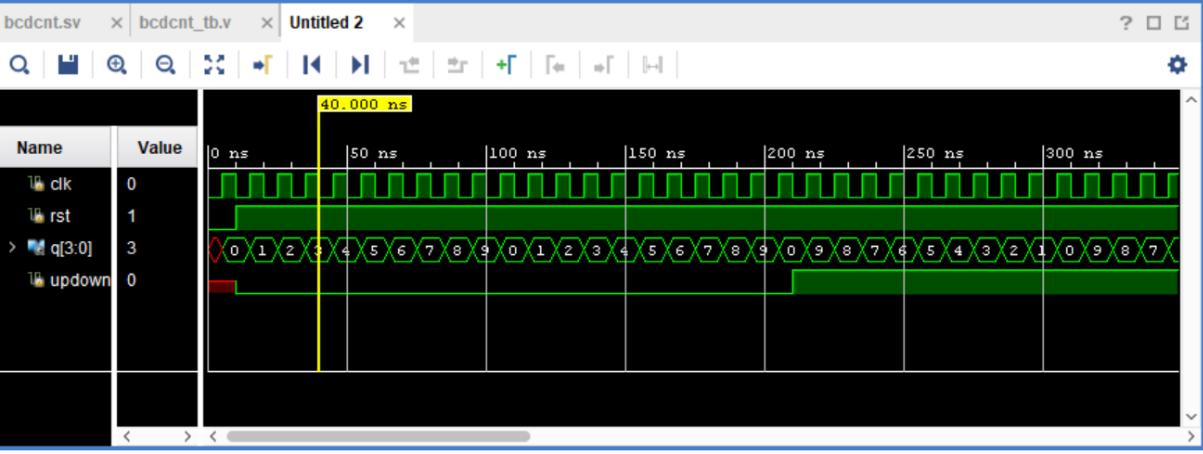 bcdcnt.sv × bcdcnt_tb.v × Untitled 2 × ?
40.000 ns
Name Value 0 ns 50 ns 100 ns 150 ns 200 ns 250 ns 300 ns
clk 0
rst 1
q[3:0] 3 0 1 2 3 4 5 6 7 8 9 0 1 2 3 4 5 6 7 8 9 0 9 8 7 6 5 4 3 2 1 0 9 8 7
updown 0